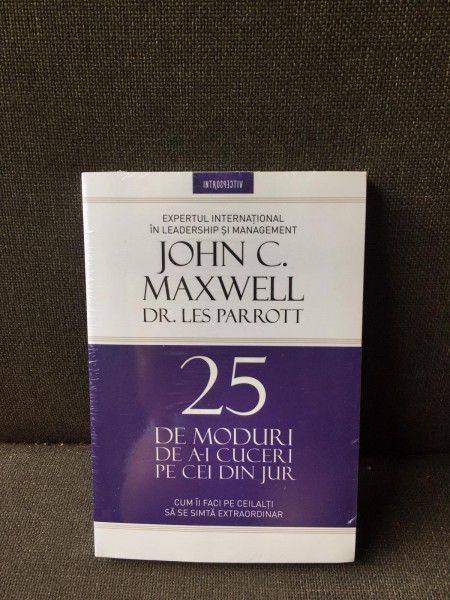 INTROSPECTIV
EXPERTUL INTERNAȚIONAL
ÎN LEADERSHIP ȘI MANAGEMENT
JOHN C.
MAXWELL
DR. LES PARROTT
25
DE MODURI
DE A-I CUCERI
PE CEI DIN JUR
CUM ÎI FACI PE CEILALȚI
SĂ SE SIMTĂ EXTRAORDINAR